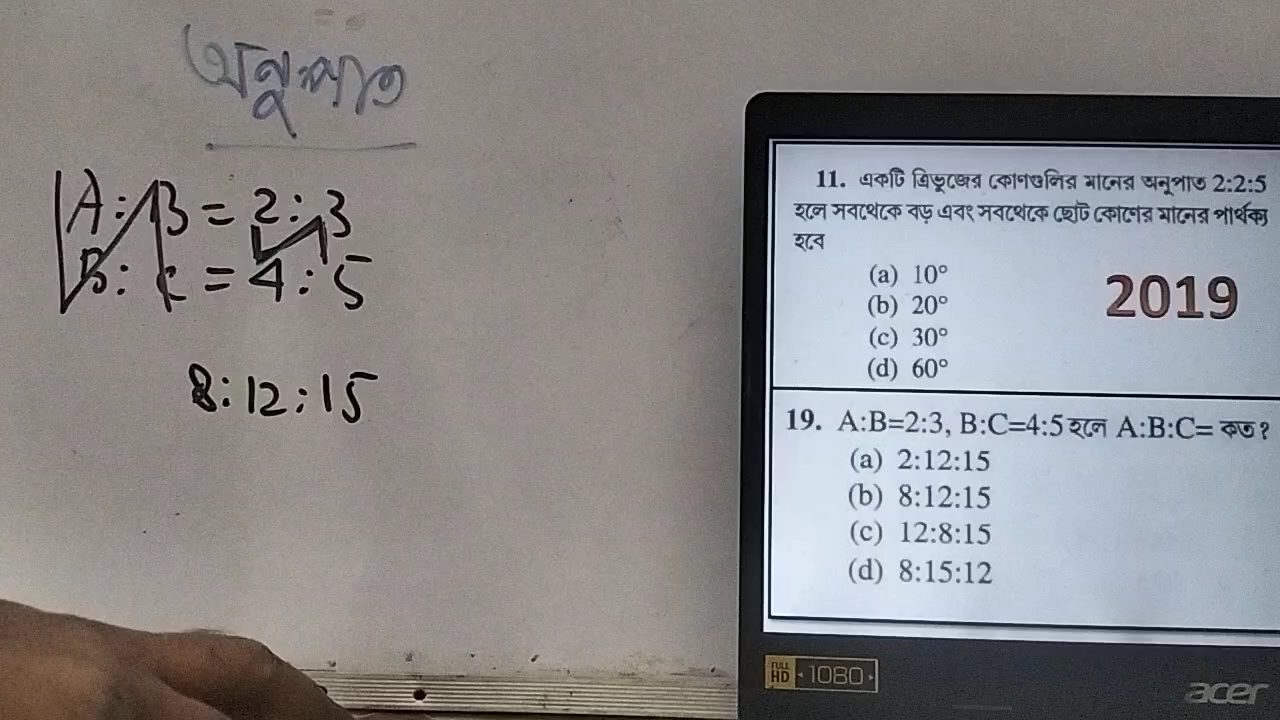 অনুপাত
A : B = 2 : 3
B : C = 4 : 5
8 : 12 : 15
11. একটি ত্রিভুজের কোণগুলির মানের অনুপাত 2:2:5
হলে সবথেকে বড় এবং সবথেকে ছোট কোণের মানের পার্থক্য
হবে
(a) 10°
(b) 20°
(c) 30°
(d) 60°
2019
19. A:B=2:3, B:C=4:5 হলে A:B:C= কত?
(a) 2:12:15
(b) 8:12:15
(c) 12:8:15
(d) 8:15:12
FULL HD 1080
acer